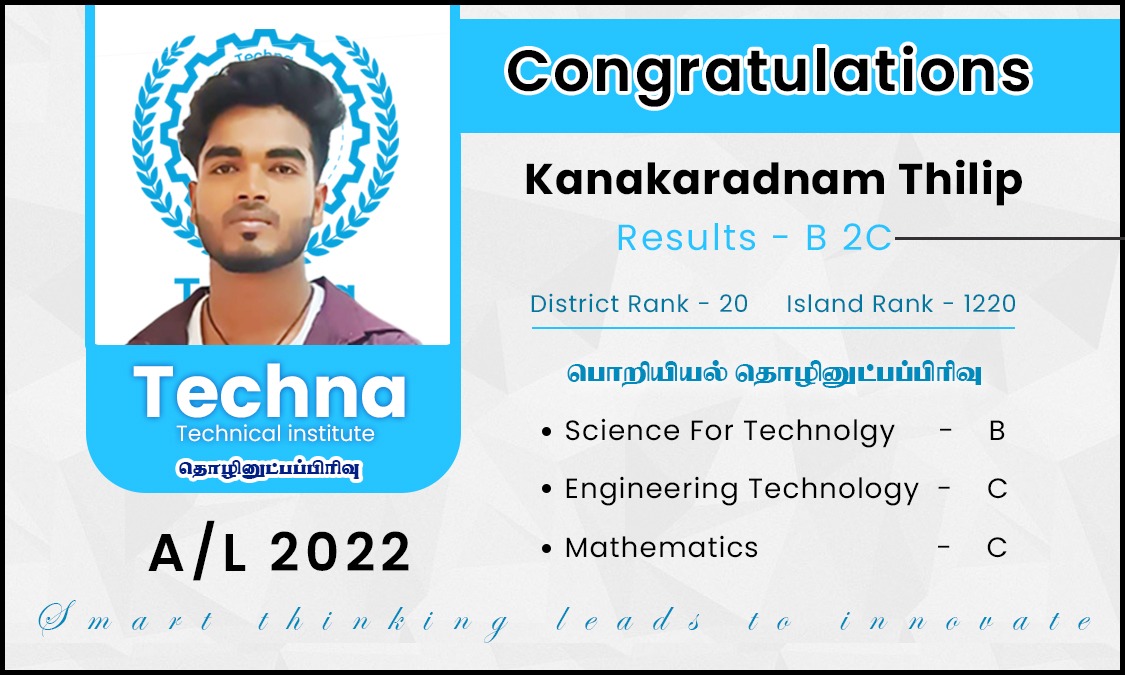 Techna
Congratulations
Kanakaradnam Thilip
Results - B 2C
District Rank - 20 Island Rank - 1220
பொறியியல் தொழினுட்பப்பிரிவு
• Science For Technolgy - B
• Engineering Technology - C
• Mathematics - C
Techna
Technical institute
தொழினுட்பப்பிரிவு
A/L 2022
Smart thinking leads to innovate